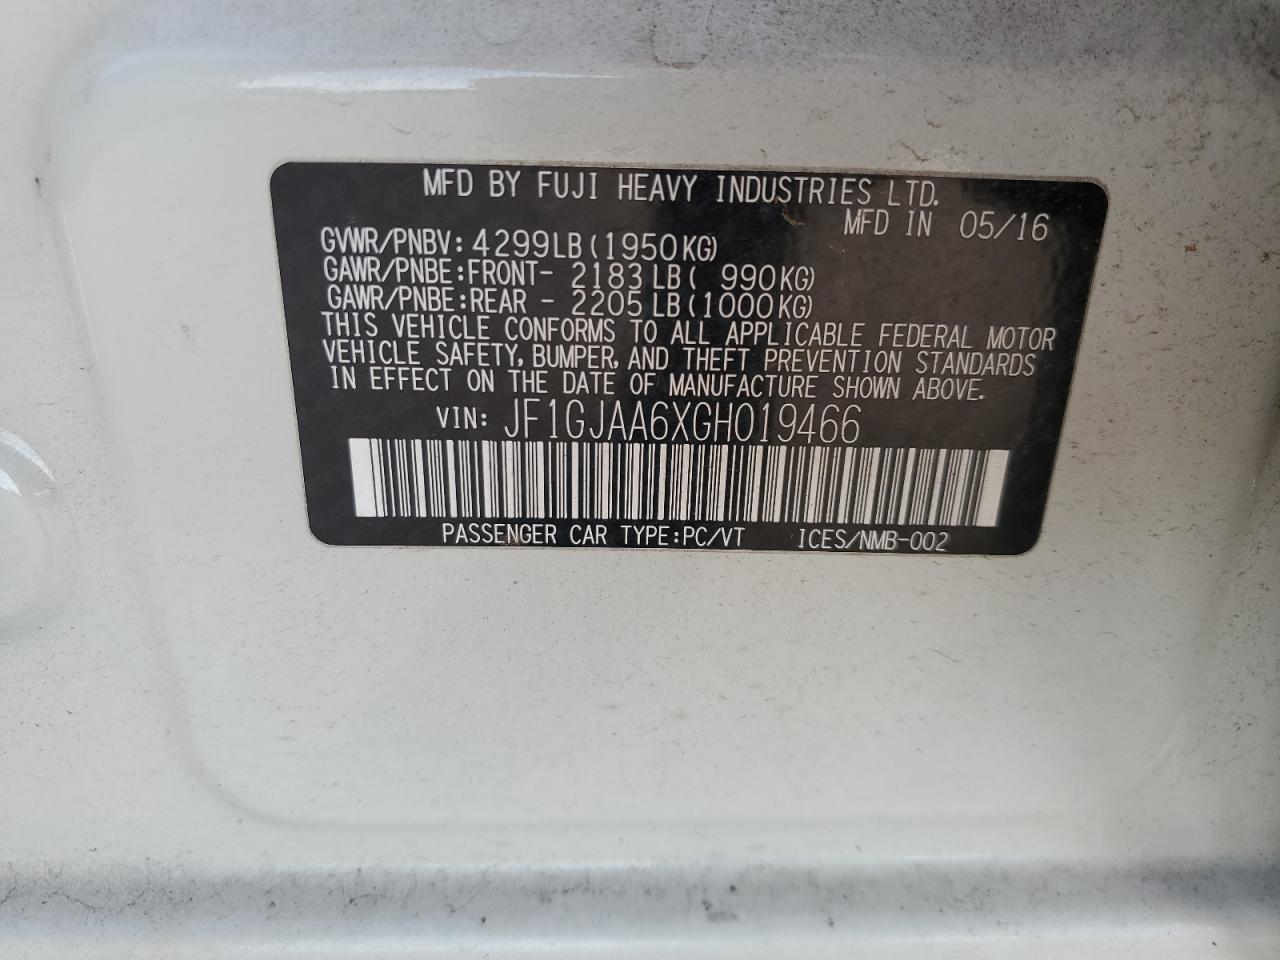 MFD BY FUJI HEAVY INDUSTRIES LTD.
MFD IN 05/16
GVWR/PNBV: 4299LB(1950KG)
GAWR/PNBE:FRONT- 2183LB( 990KG)
GAWR/PNBE:REAR - 2205LB(1000KG)
THIS VEHICLE CONFORMS TO ALL APPLICABLE FEDERAL MOTOR
VEHICLE SAFETY, BUMPER, AND THEFT PREVENTION STANDARDS
IN EFFECT ON THE DATE OF MANUFACTURE SHOWN ABOVE.
VIN: JF1GJAA6XGH019466
PASSENGER CAR TYPE:PC/VT ICES/NMB-002